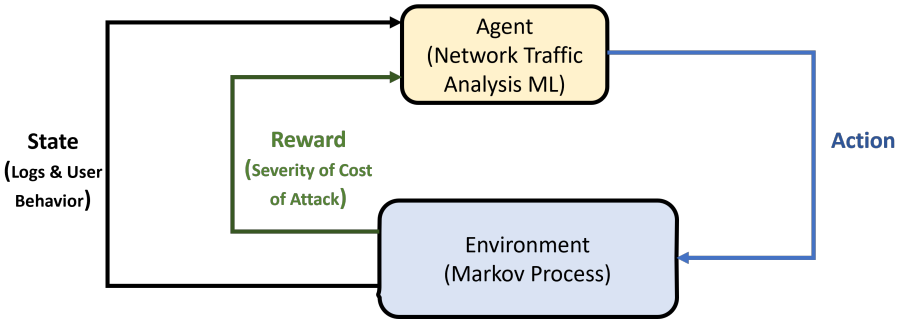 Agent
(Network Traffic
Analysis ML)
State
(Logs & User
Behavior)
Reward
(Severity of Cost
of Attack)
Action
Environment
(Markov Process)